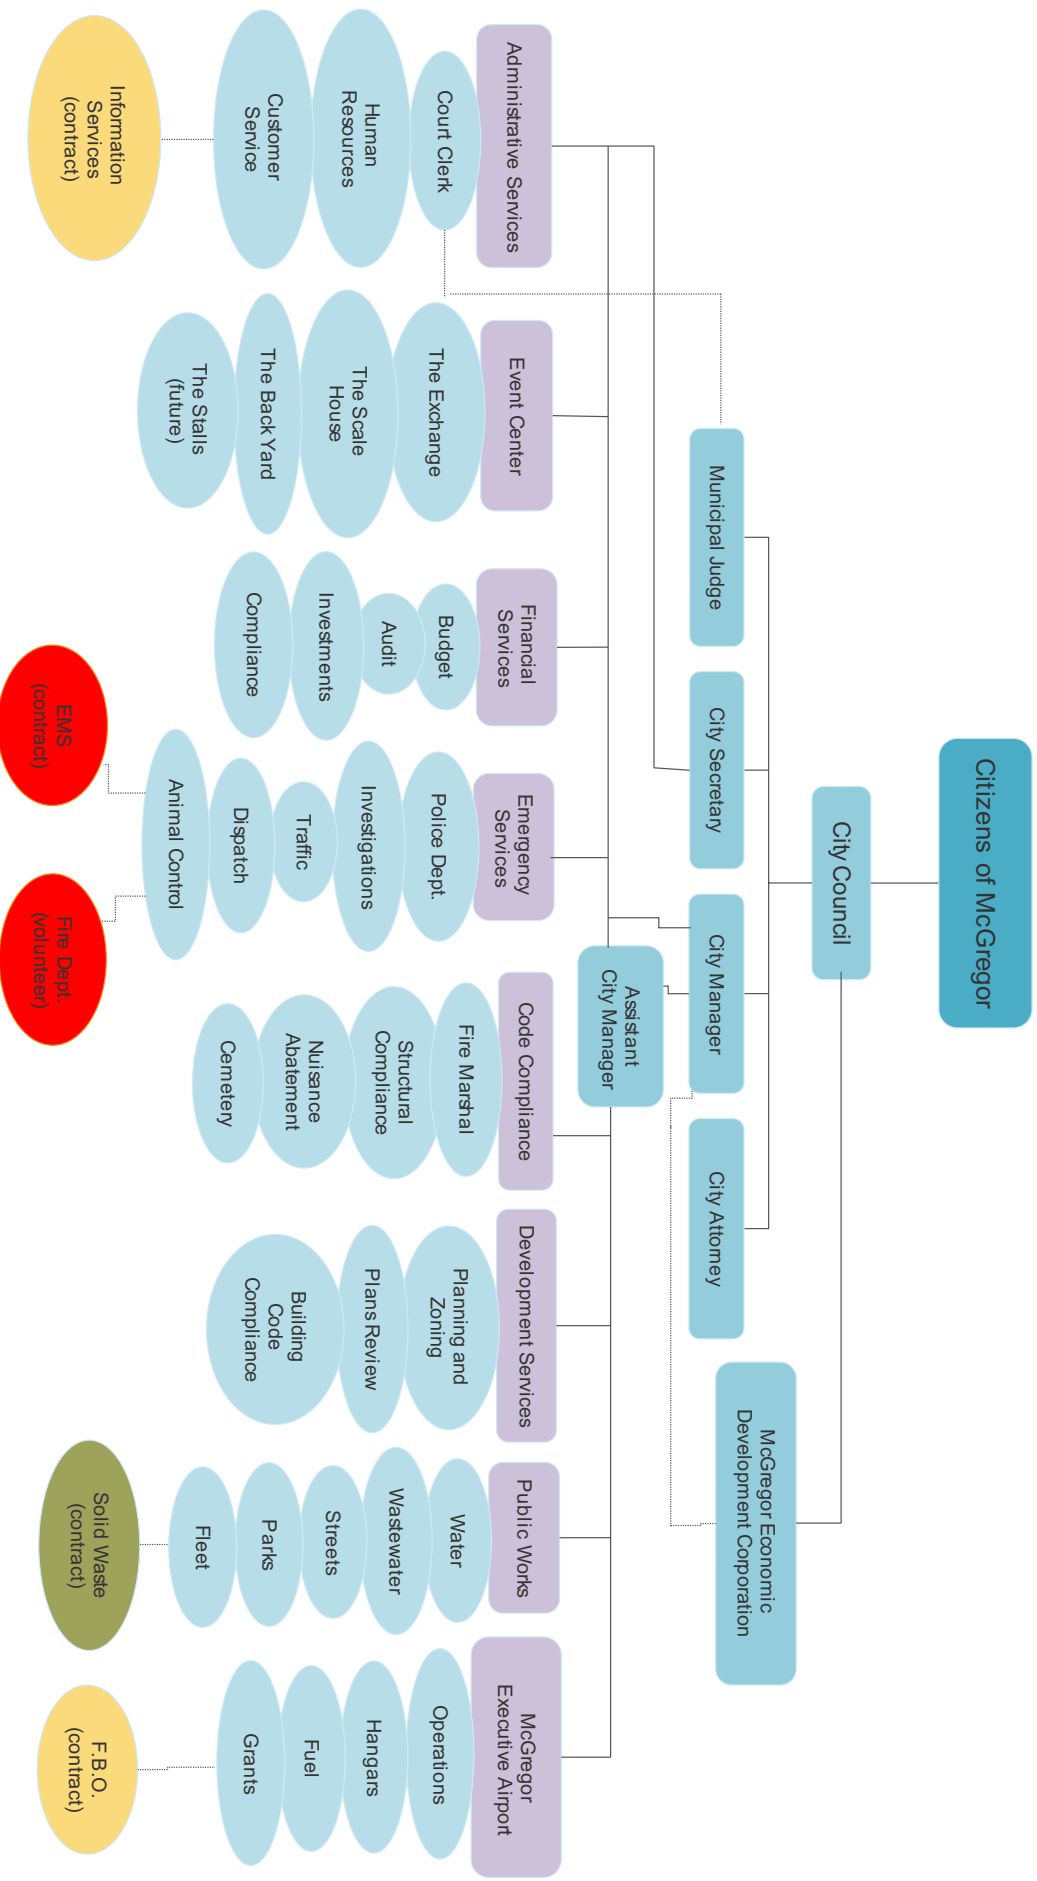 Citizens of McGregor
City Council
Municipal Judge
City Secretary
City Manager
City Attorney
McGregor Economic
Development Corporation
Assistant
City Manager
Administrative Services
Court Clerk
Human
Resources
Customer
Service
Information
Services
(contract)
Event Center
The Exchange
The Scale
House
The Back Yard
The Stalls
(future)
Financial
Services
Budget
Audit
Investments
Compliance
Emergency
Services
Police Dept.
Investigations
Traffic
Dispatch
Animal Control
EMS
(contract)
Fire Dept.
(volunteer)
Code Compliance
Fire Marshal
Structural
Compliance
Nuisance
Abatement
Cemetery
Development Services
Planning and
Zoning
Plans Review
Building
Code
Compliance
Public Works
Water
Wastewater
Streets
Parks
Fleet
Solid Waste
(contract)
McGregor
Executive Airport
Operations
Hangars
Fuel
Grants
F.B.O.
(contract)